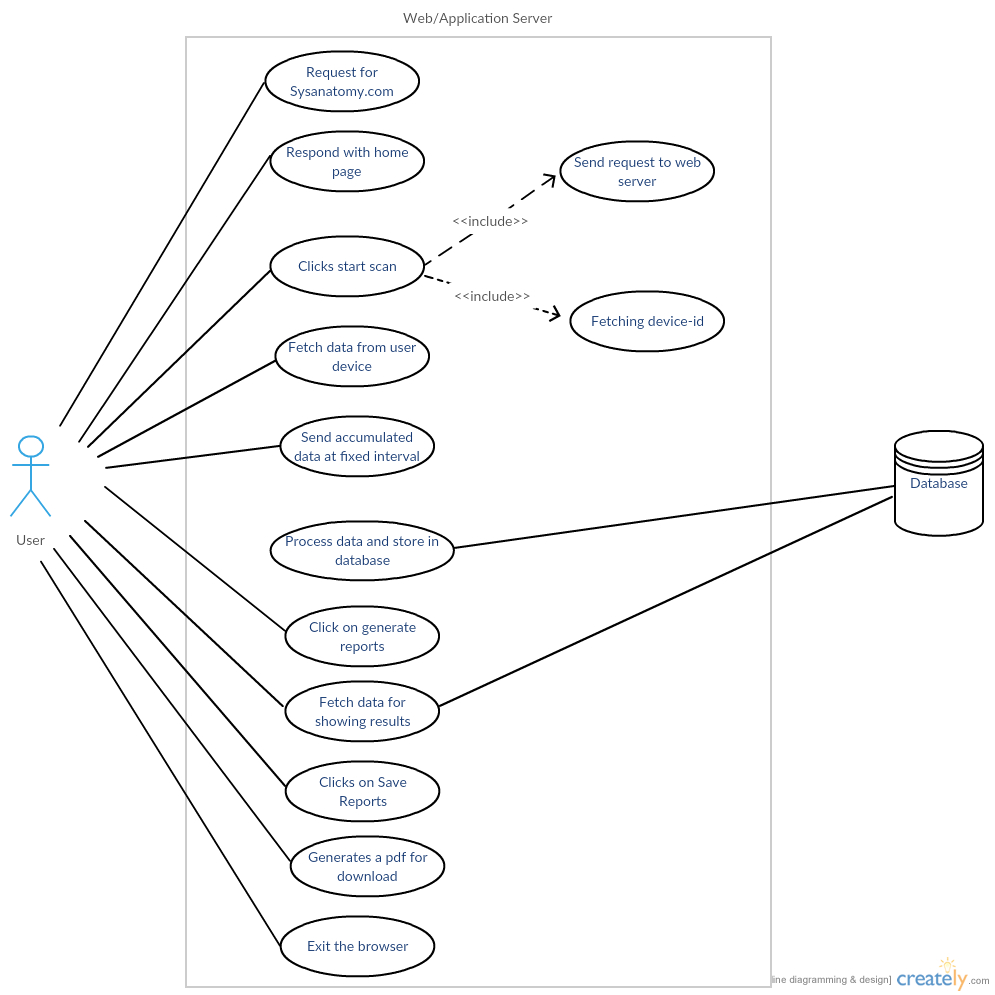 Web/Application Server
Request for
Sysanatomy.com
Respond with home
page
Send request to web
server
<<include>>
Clicks start scan
<<include>>
Fetching device-id
Fetch data from user
device
Send accumulated
data at fixed interval
Database
User
Process data and store in
database
Click on generate
reports
Fetch data for
showing results
Clicks on Save
Reports
Generates a pdf for
download
Exit the browser
line diagramming & design] creately.com